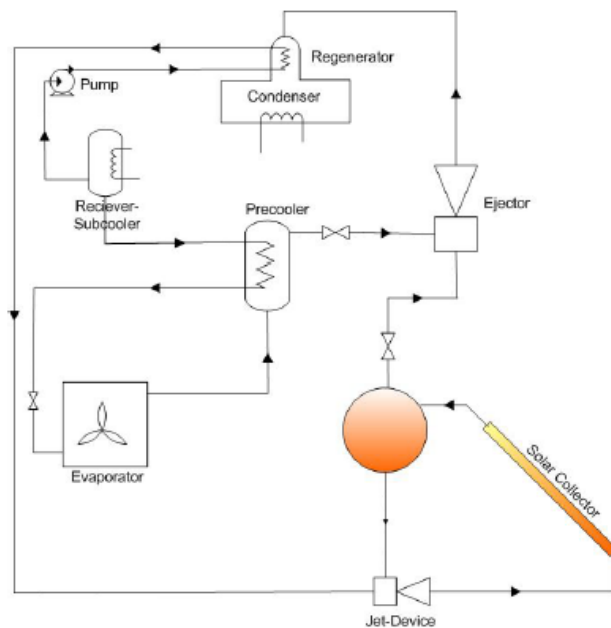 Regenerator
Pump
Condenser
Reciever-
Subcooler
Precooler
Ejector
Evaporator
Solar Collector
Jet-Device